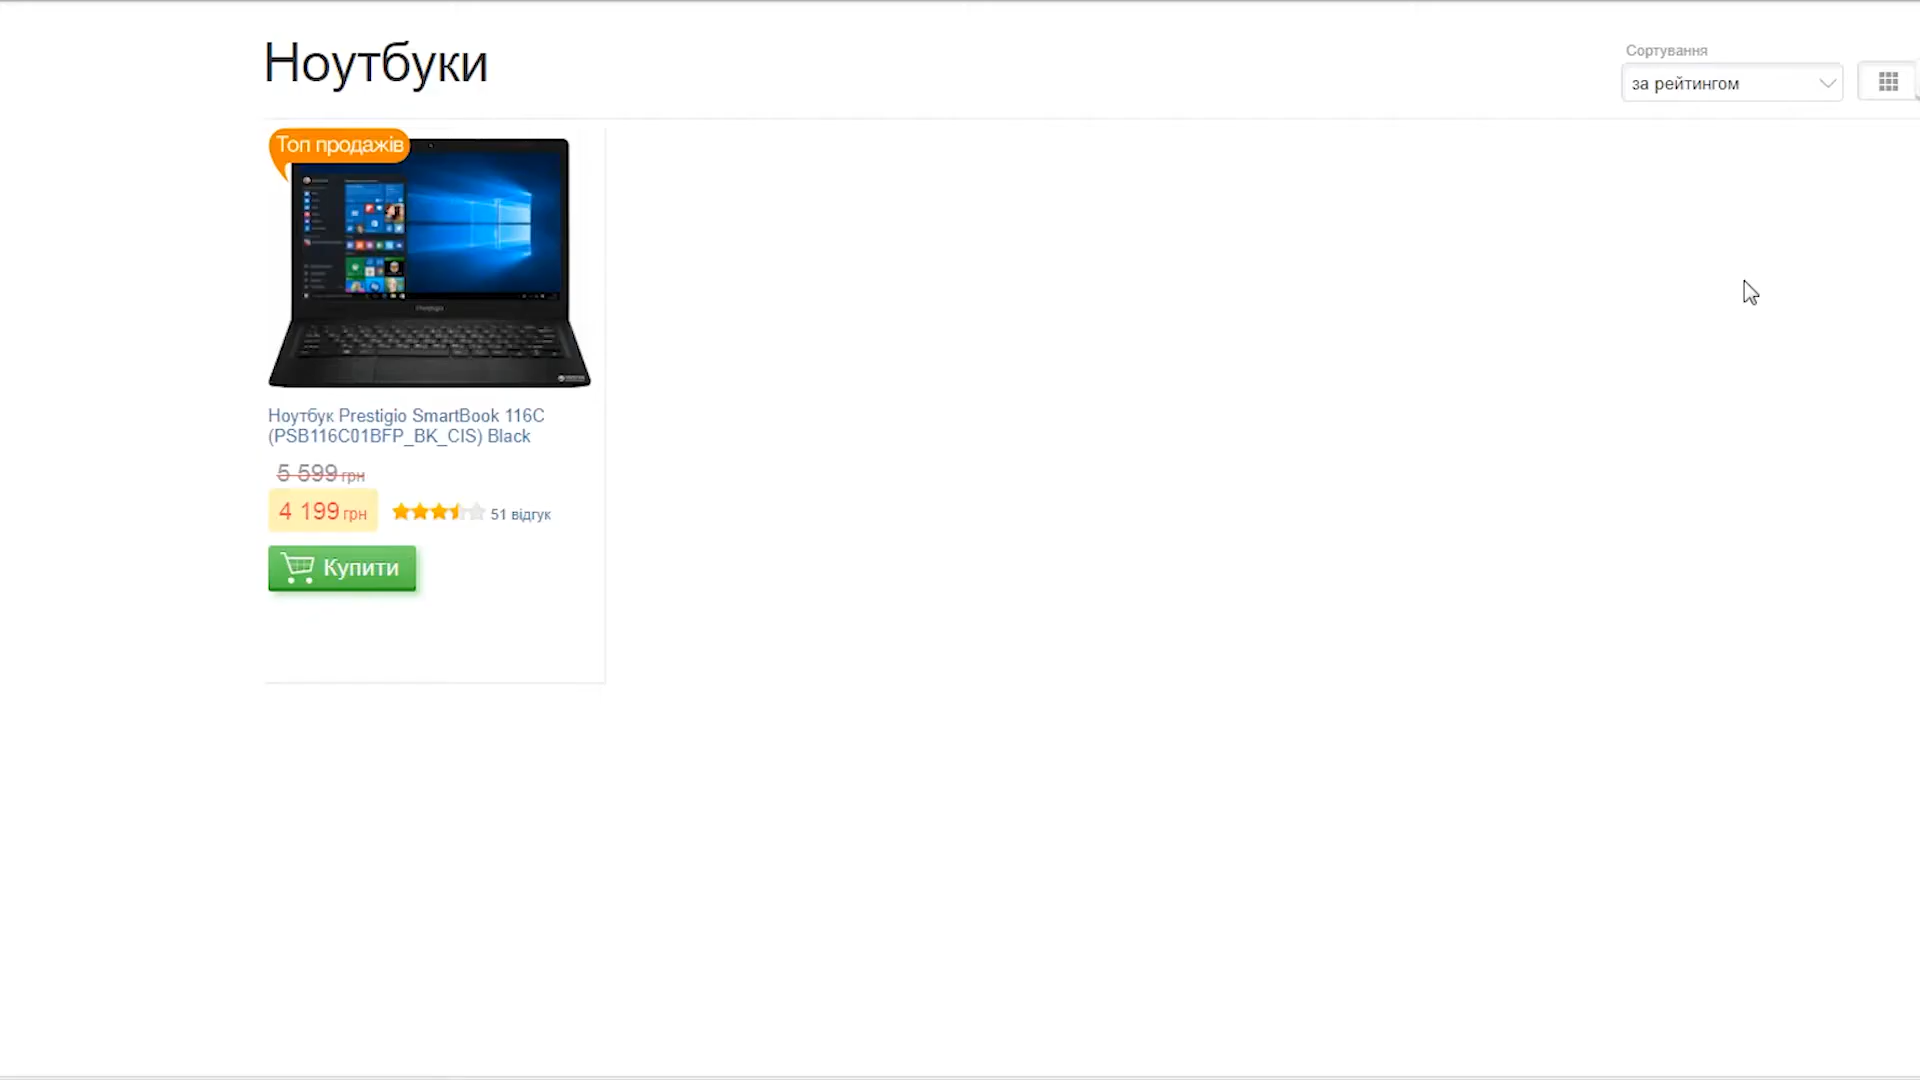 Ноутбуки
Сортування
за рейтингом
Топ продажів
Prestigio
Ноутбук Prestigio SmartBook 116C
(PSB116C01BFP_BK_CIS) Black
5 599 грн
4 199 грн
51 відгук
Купити